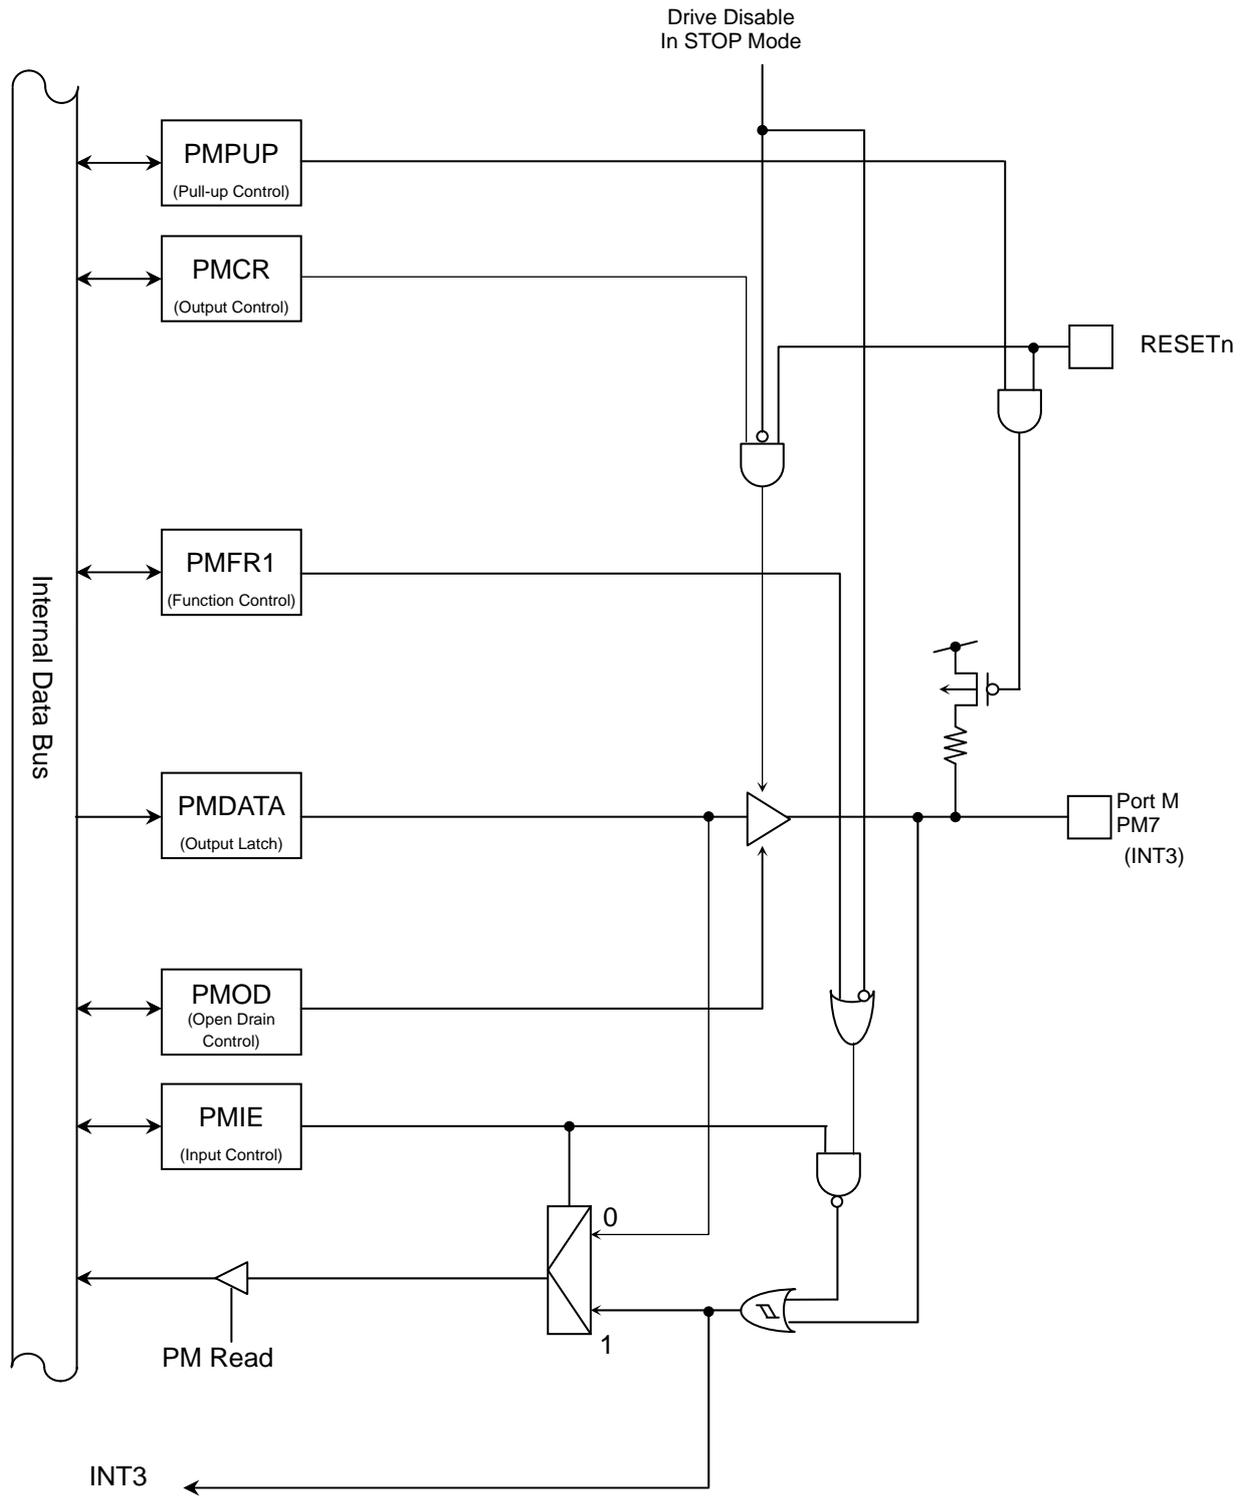 Drive Disable
In STOP Mode
PMPUP
(Pull-up Control)
PMCR
(Output Control)
RESETn
PMFR1
(Function Control)
Internal Data Bus
PMDATA
(Output Latch)
Port M
PM7
(INT3)
PMOD
(Open Drain
Control)
PMIE
(Input Control)
0
1
PM Read
INT3